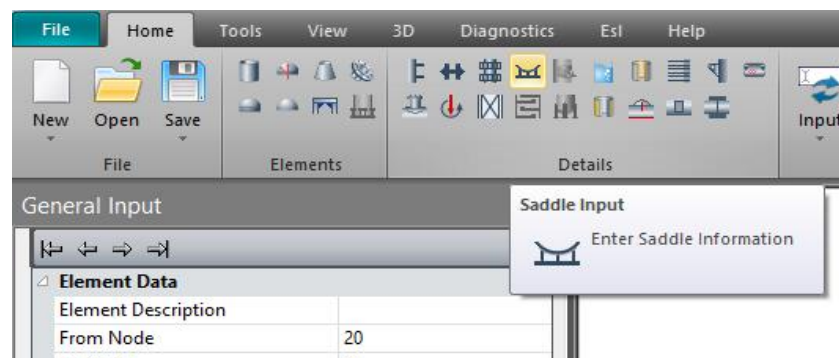 File Home Tools View 3D Diagnostics Esl Help
New Open Save Input
File Elements Details
General Input
Saddle Input
Enter Saddle Information
Element Data
Element Description
From Node 20